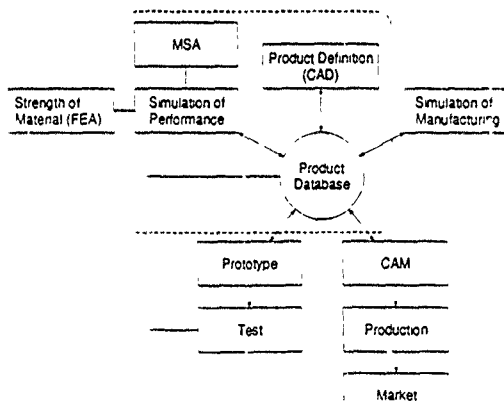 MSA
Product Definition
(CAD)
Strength of
Material (FEA)
Simulation of
Performance
Simulation of
Manufacturing
Product
Database
Prototype
CAM
Test
Production
Market